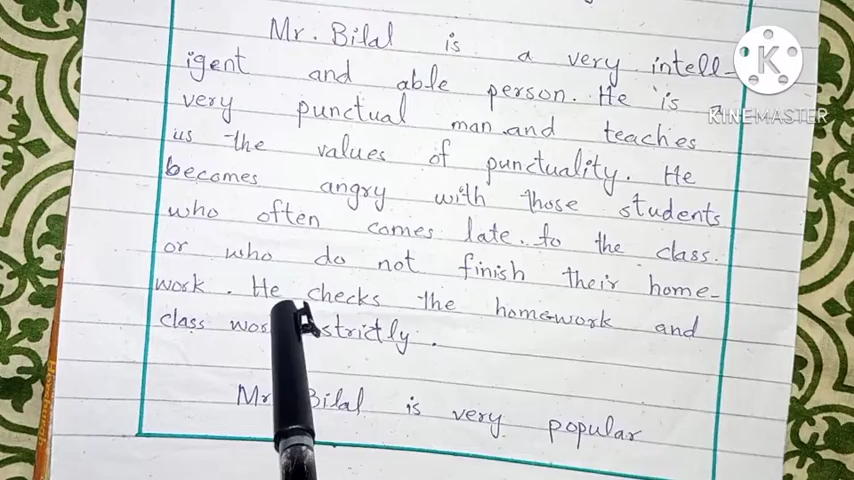 Mr. Bilal is a very intell-
igent and able person. He is a
very punctual man and teaches
us the values of punctuality. He
becomes angry with those students
who often comes late to the class.
or who do not finish their home-
work. He checks the homework and
class work strictly.
Mr. Bilal is very popular
K
KINEMASTER